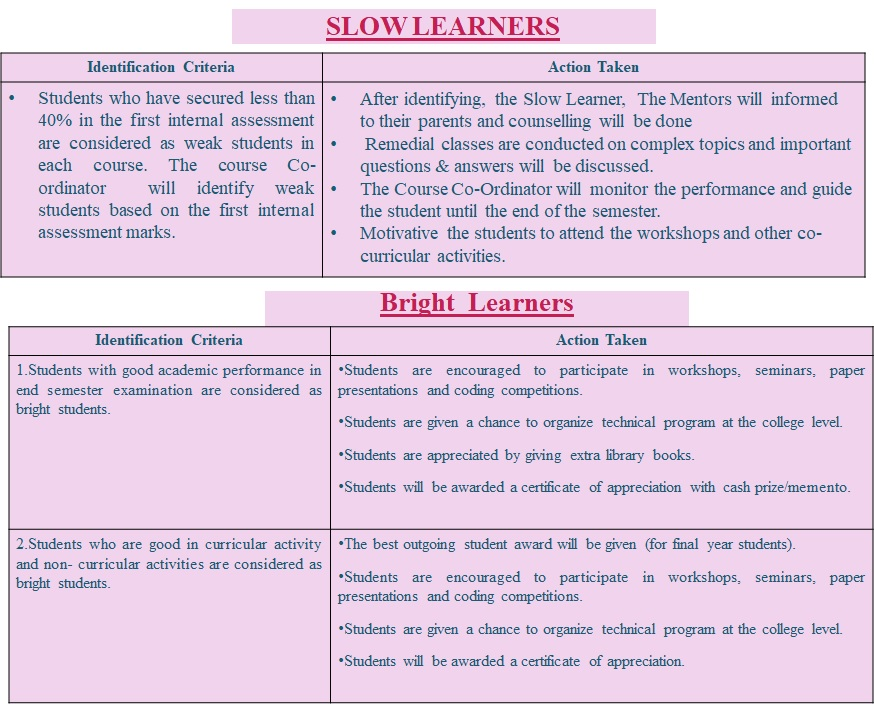 SLOW LEARNERS
Identification Criteria
Action Taken
• Students who have secured less than
40% in the first internal assessment
are considered as weak students in
each course. The course Co-
ordinator will identify weak
students based on the first internal
assessment marks.
• After identifying, the Slow Learner, The Mentors will informed
to their parents and counselling will be done
• Remedial classes are conducted on complex topics and important
questions & answers will be discussed.
• The Course Co-Ordinator will monitor the performance and guide
the student until the end of the semester.
• Motivative the students to attend the workshops and other co-
curricular activities.
Bright Learners
Identification Criteria
Action Taken
1.Students with good academic performance in
end semester examination are considered as
bright students.
•Students are encouraged to participate in workshops, seminars, paper
presentations and coding competitions.
•Students are given a chance to organize technical program at the college level.
•Students are appreciated by giving extra library books.
•Students will be awarded a certificate of appreciation with cash prize/memento.
2.Students who are good in curricular activity
and non- curricular activities are considered as
bright students.
•The best outgoing student award will be given (for final year students).
•Students are encouraged to participate in workshops, seminars, paper
presentations and coding competitions.
•Students are given a chance to organize technical program at the college level.
•Students will be awarded a certificate of appreciation.